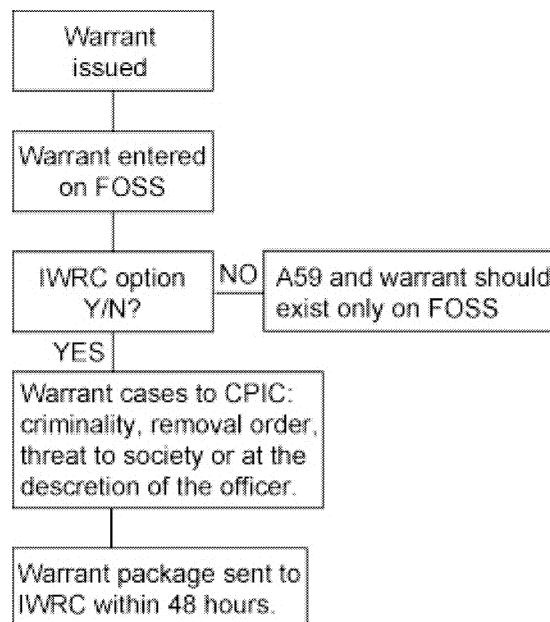 Warrant
issued
Warrant entered
on FOSS
IWRC option
Y/N?
NO
A59 and warrant should
exist only on FOSS
YES
Warrant cases to CPIC:
criminality, removal order,
threat to society or at the
descretion of the officer.
Warrant package sent to
IWRC within 48 hours.